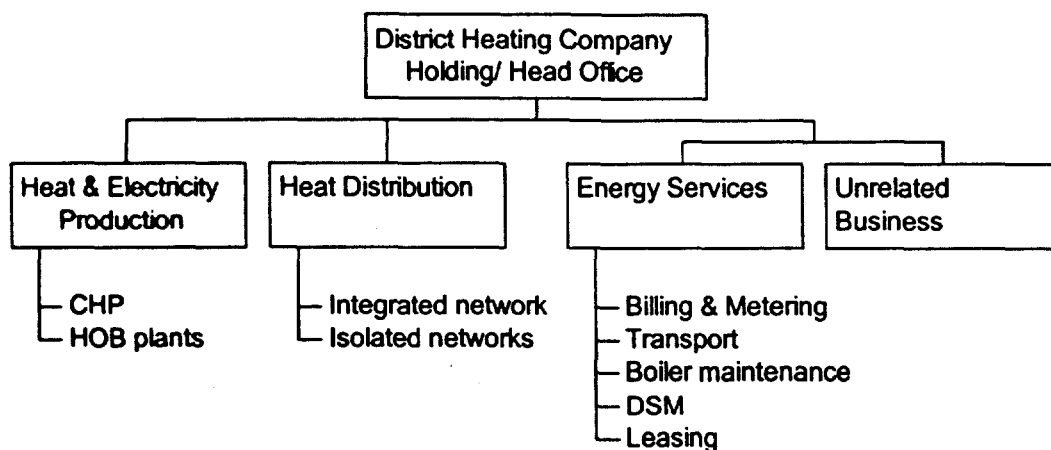 District Heating Company
Holding/ Head Office
Heat & Electricity
Production
Heat Distribution
Energy Services
Unrelated
Business
CHP
HOB plants
Integrated network
Isolated networks
Billing & Metering
Transport
Boiler maintenance
DSM
Leasing